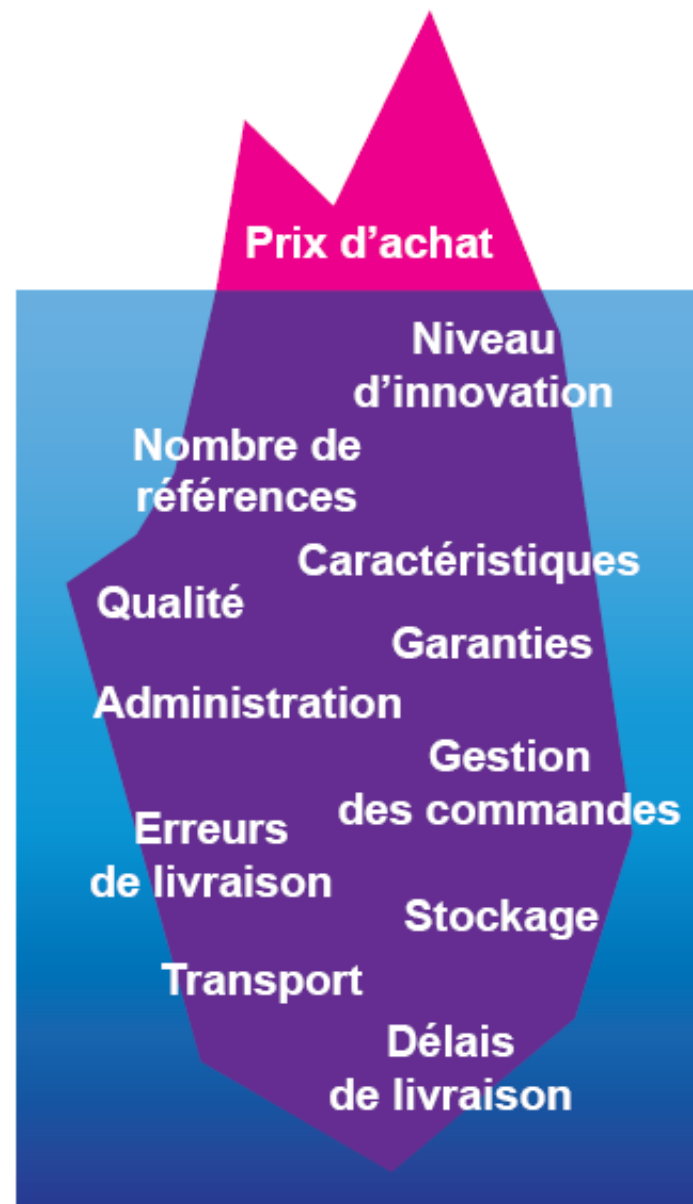 Prix d’achat
Niveau
d’innovation
Nombre de
références
Caractéristiques
Qualité
Garanties
Administration
Gestion
des commandes
Erreurs
de livraison
Stockage
Transport
Délais
de livraison